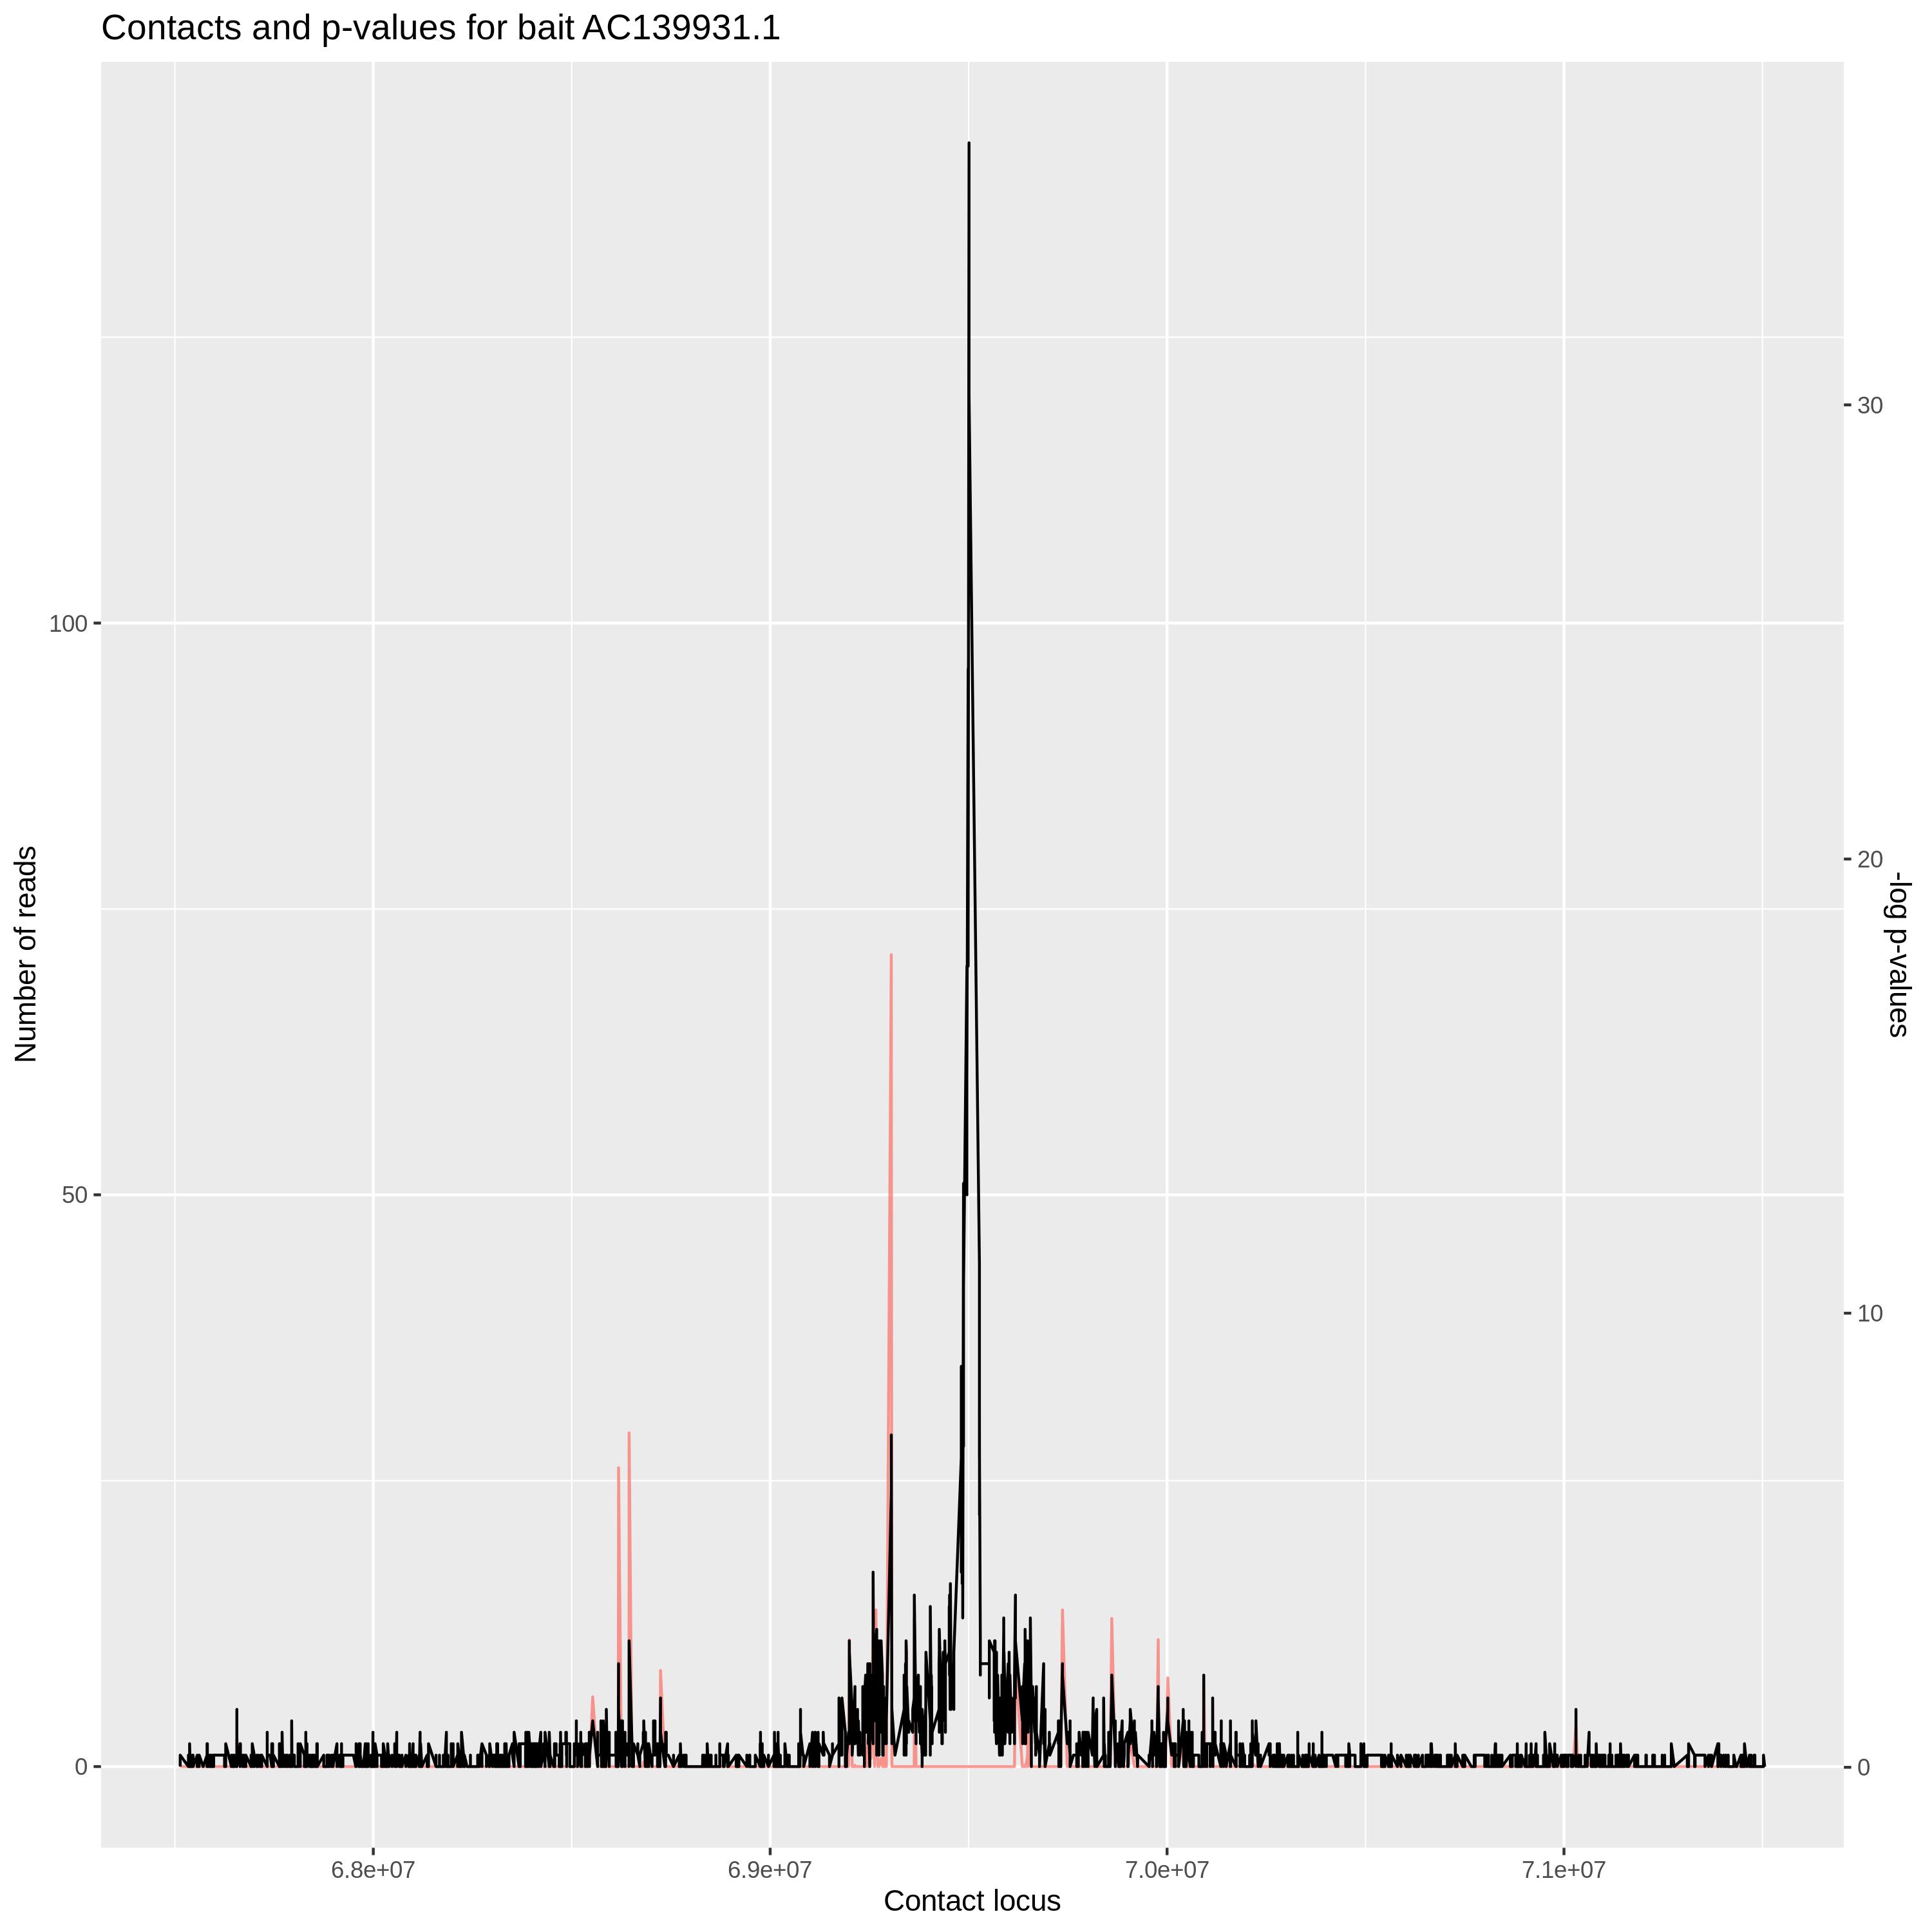 Contacts and p-values for bait AC139931.1
Number of reads
100
50
0
30
20
10
0
-log p-values
6.8e+07 6.9e+07 7.0e+07 7.1e+07
Contact locus